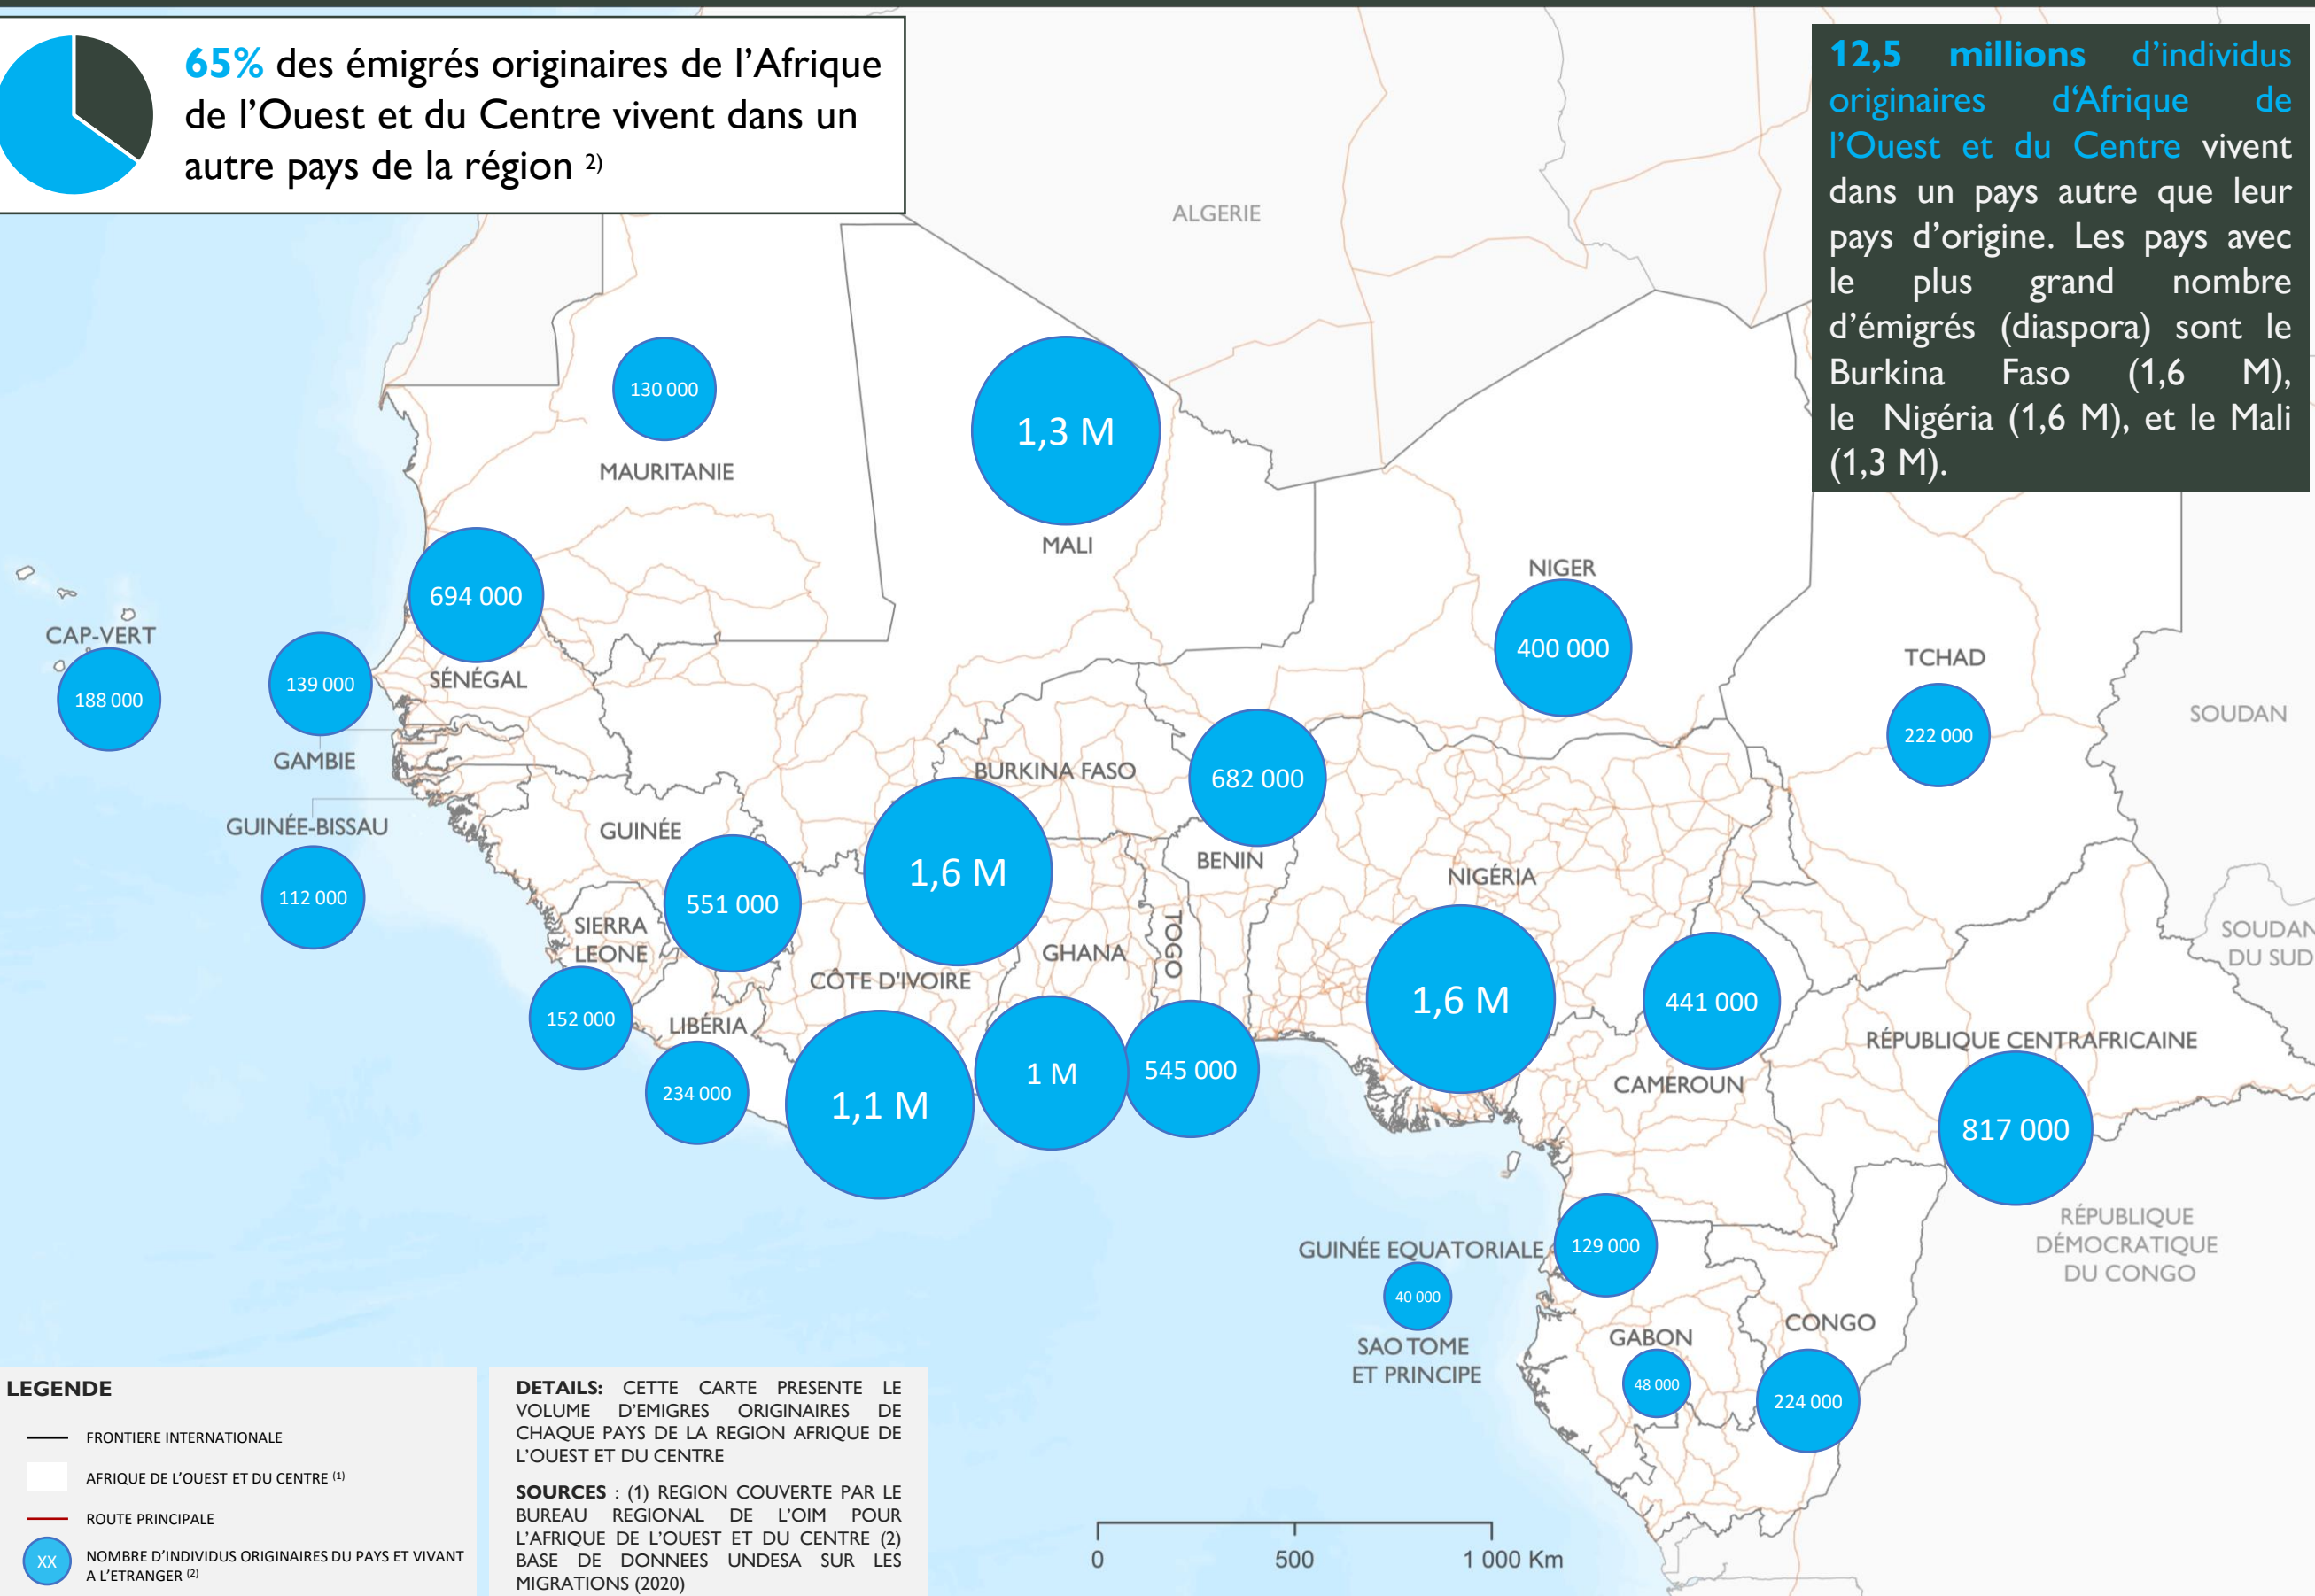 65% des émigrés originaires de l'Afrique
de l'Ouest et du Centre vivent dans un
autre pays de la région 2)
12,5 millions d'individus
originaires d'Afrique de
l'Ouest et du Centre vivent
dans un pays autre que leur
pays d'origine. Les pays avec
le plus grand nombre
d'émigrés (diaspora) sont le
Burkina Faso (1,6 M),
le Nigéria (1,6 M), et le Mali
(1,3 M).
ALGERIE
130 000
MAURITANIE
1,3 M
MALI
NIGER
400 000
694 000
SÉNÉGAL
CAP-VERT
188 000
139 000
GAMBIE
TCHAD
222 000
SOUDAN
BURKINA FASO
1,6 M
682 000
BENIN
GUINÉE-BISSAU
112 000
GUINÉE
551 000
NIGÉRIA
1,6 M
SIERRA
LEONE
152 000
GHANA
1 M
TOGO
545 000
CÔTE D'IVOIRE
1,1 M
LIBÉRIA
234 000
441 000
CAMEROUN
SOUDAN
DU SUD
RÉPUBLIQUE CENTRAFRICAINE
817 000
RÉPUBLIQUE
DÉMOCRATIQUE
DU CONGO
GUINÉE EQUATORIALE
129 000
40 000
SAO TOME
ET PRINCIPE
GABON
48 000
CONGO
224 000
LEGENDE
FRONTIERE INTERNATIONALE
AFRIQUE DE L'OUEST ET DU CENTRE (1)
ROUTE PRINCIPALE
XX
NOMBRE D'INDIVIDUS ORIGINAIRES DU PAYS ET VIVANT
A L'ETRANGER (2)
DETAILS: CETTE CARTE PRESENTE LE
VOLUME D'EMIGRES ORIGINAIRES DE
CHAQUE PAYS DE LA REGION AFRIQUE DE
L'OUEST ET DU CENTRE
SOURCES : (1) REGION COUVERTE PAR LE
BUREAU REGIONAL DE L'OIM POUR
L'AFRIQUE DE L'OUEST ET DU CENTRE (2)
BASE DE DONNEES UNDESA SUR LES
MIGRATIONS (2020)
0 500 1 000 Km